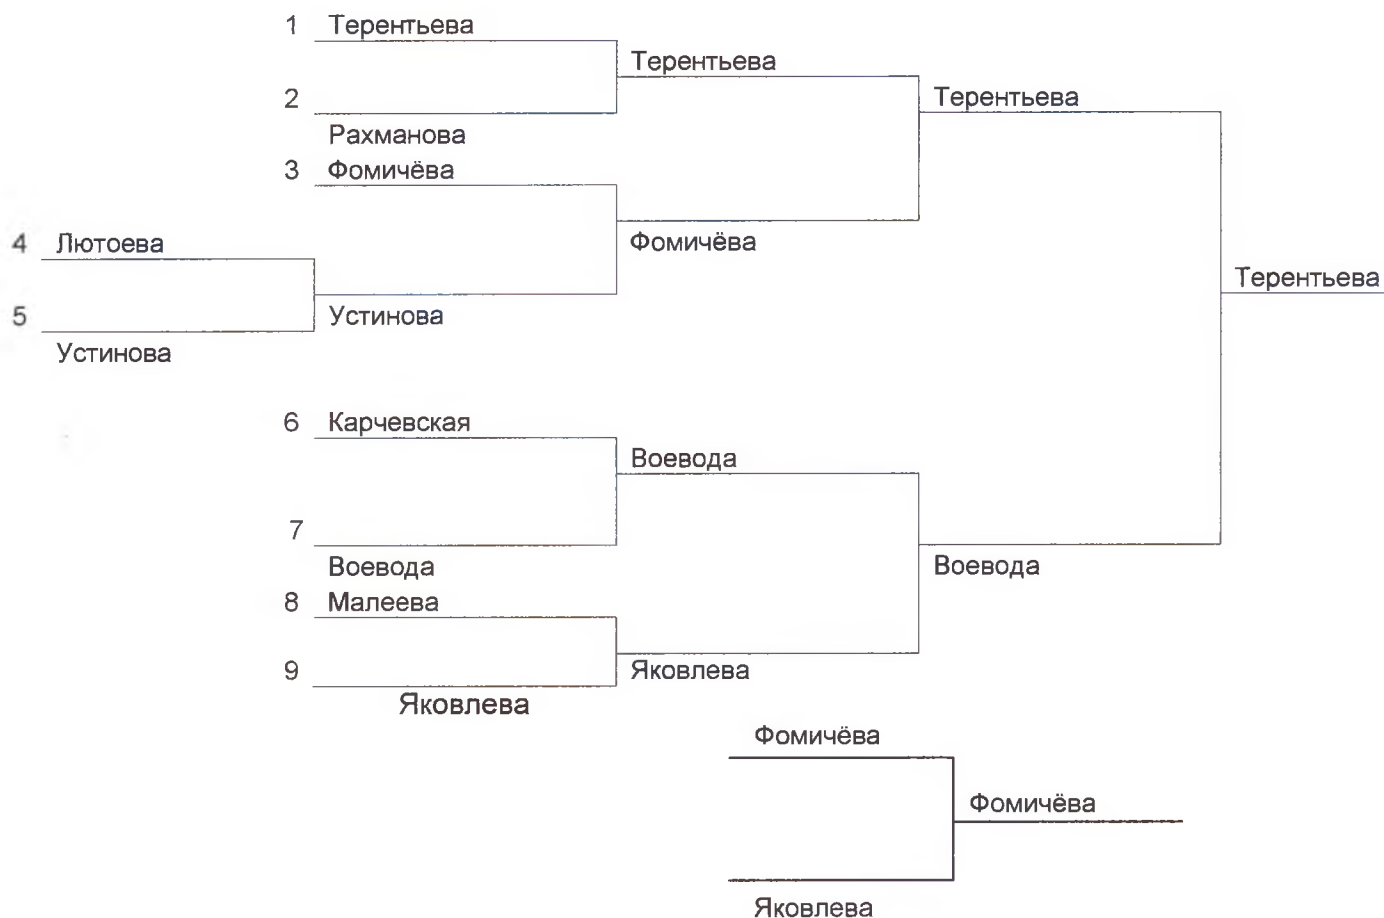 1 Терентьева
Терентьева
2
Терентьева
Рахманова
3 Фомичёва
4 Лютоева
Фомичёва
Терентьева
5
Устинова
Устинова
6 Карчевская
Воевода
7
Воевода
Воевода
8 Малеева
9
Яковлева
Яковлева
Фомичёва
Фомичёва
Яковлева